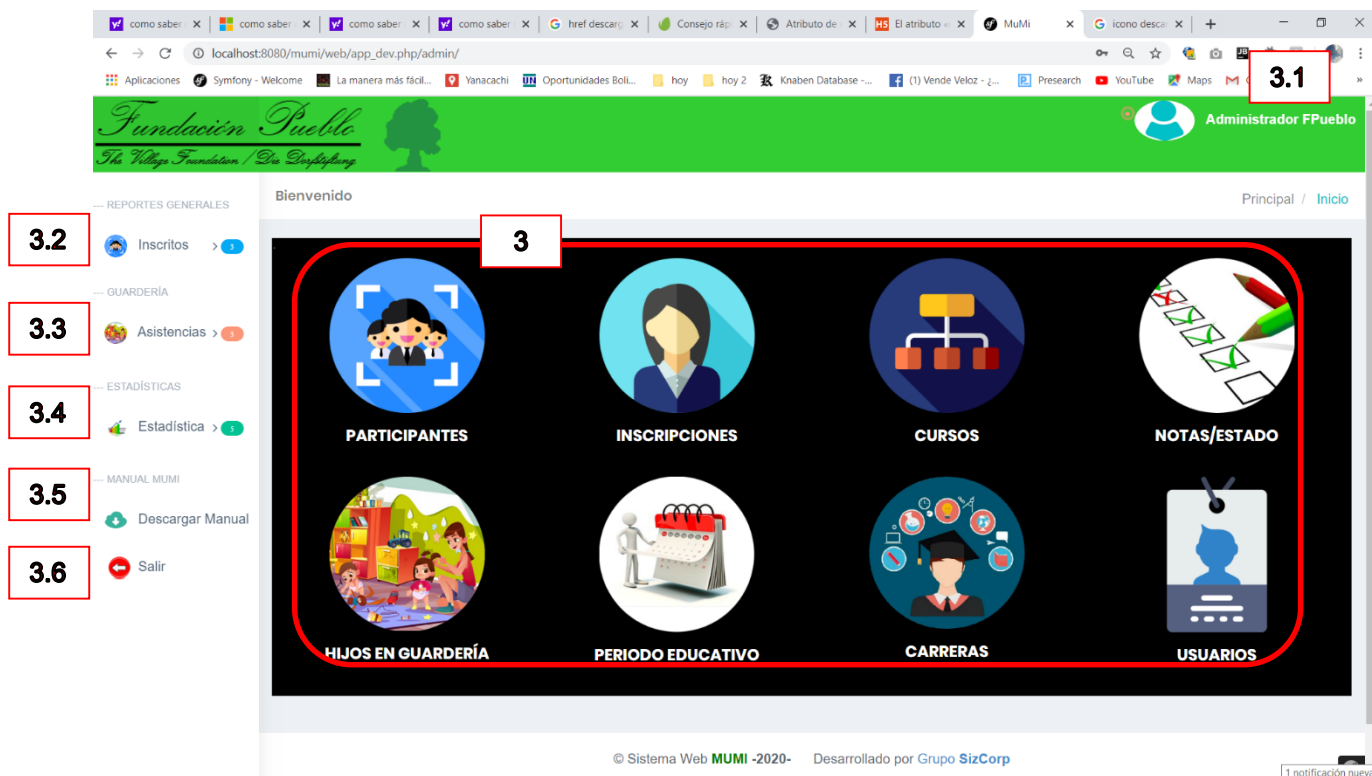 como saber
como saber
como saber
como saber
href descarg
Consejo rápi
Atributo de
El atributo «
MuMi
icono descar
localhost:8080/mumi/web/app_dev.php/admin/
Aplicaciones
Symfony - Welcome
La manera más fácil...
Yanacachi
Oportunidades Boli...
hoy
hoy 2
Knaben Database -...
(1) Vende Veloz - ¿...
Presearch
YouTube
Maps
3.1
Fundación Pueblo
The Village Foundation / Die Dorfstiftung
Administrador FPueblo
--- REPORTES GENERALES
Bienvenido
Principal / Inicio
3.2
Inscritos > 3
3
--- GUARDERÍA
3.3
Asistencias > 5
--- ESTADÍSTICAS
3.4
Estadística > 5
PARTICIPANTES
INSCRIPCIONES
CURSOS
NOTAS/ESTADO
--- MANUAL MUMI
3.5
Descargar Manual
3.6
Salir
HIJOS EN GUARDERÍA
PERIODO EDUCATIVO
CARRERAS
USUARIOS
© Sistema Web MUMI -2020- Desarrollado por Grupo SizCorp
1 notificación nueva